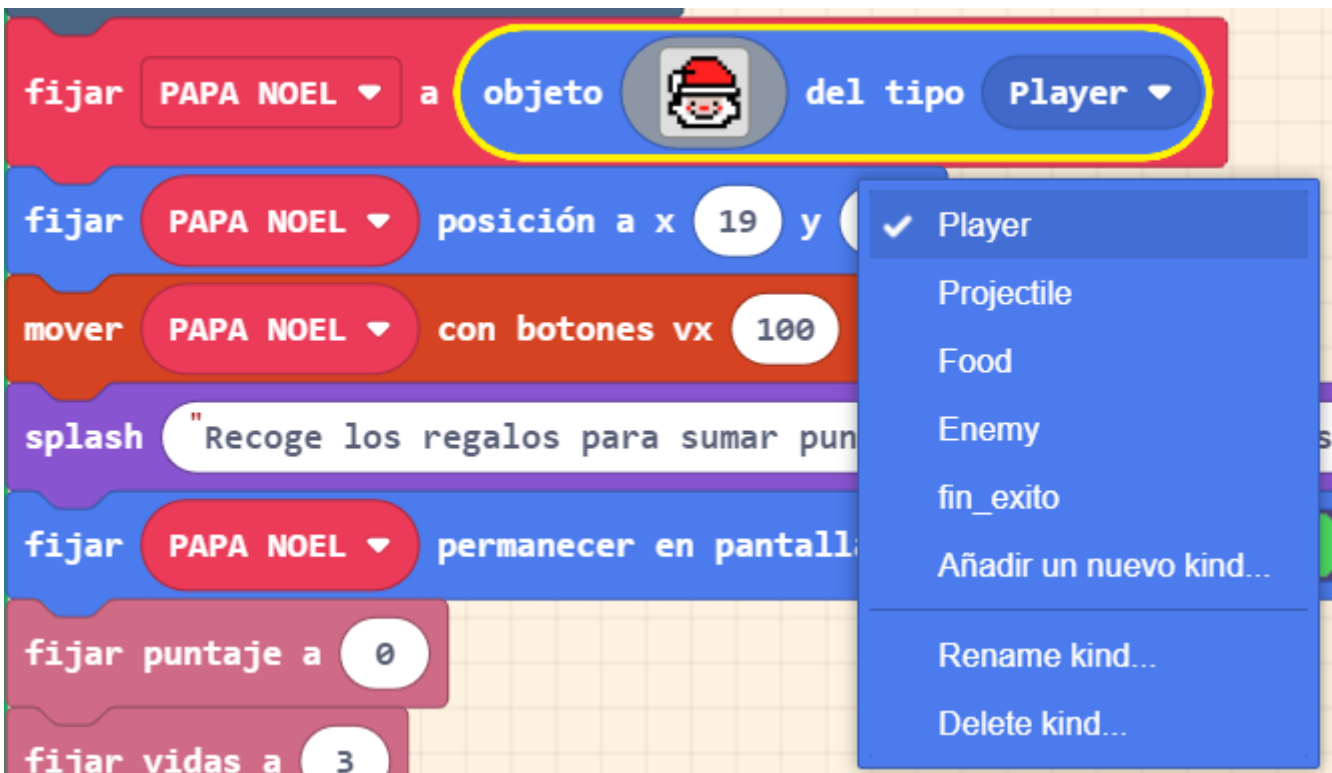 fijar PAPA NOEL a objeto del tipo Player
fijar PAPA NOEL posición a x 19 y
mover PAPA NOEL con botones vx 100
splash "Recoge los regalos para sumar pun
fijar PAPA NOEL permanecer en pantall
fijar puntaje a 0
fijar vidas a 3
Player
Projectile
Food
Enemy
fin_exito
Añadir un nuevo kind...
Rename kind...
Delete kind...